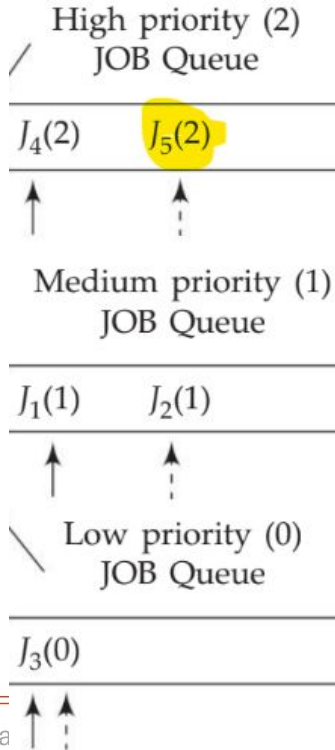 High priority (2)
JOB Queue
J₄(2) J₅(2)
Medium priority (1)
JOB Queue
J₁(1) J₂(1)
Low priority (0)
JOB Queue
J₃(0)
a